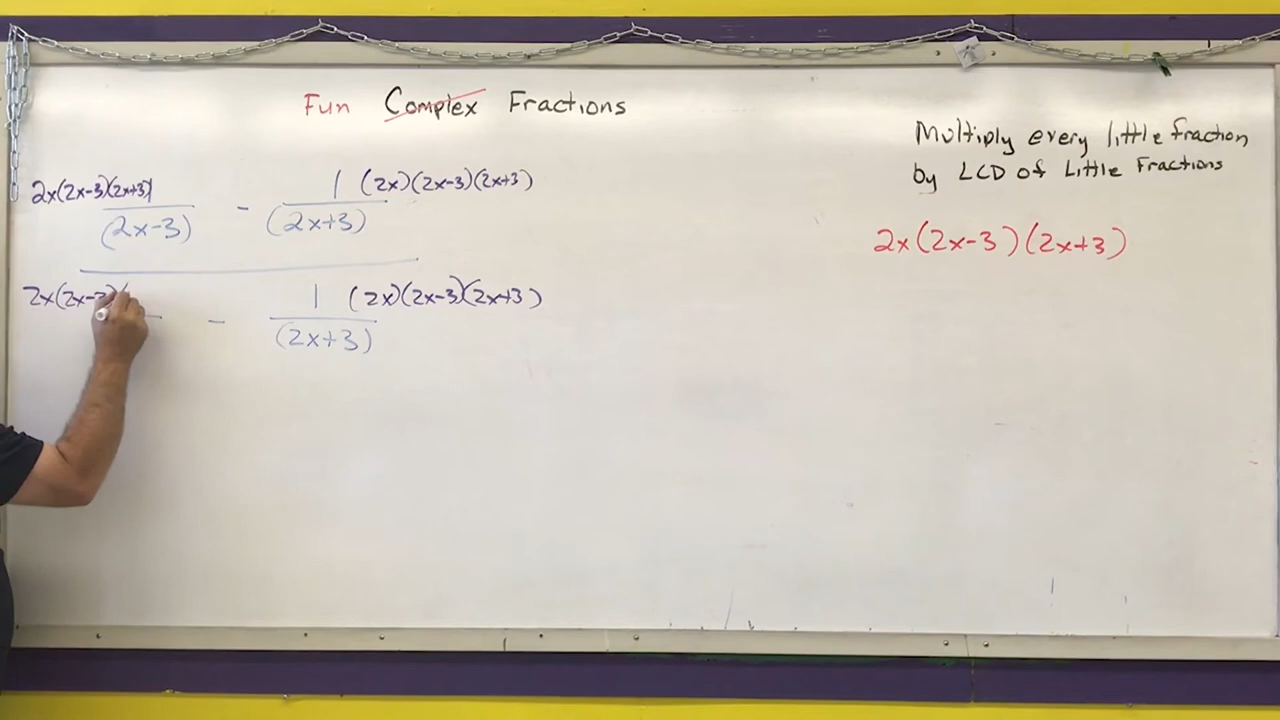 Fun Complex Fractions
Multiply every little fraction
by LCD of Little Fractions
2x(2x-3)(2x+3)
2x(2x-3)(2x+3) - 1 (2x)(2x-3)(2x+3)
(2x-3) (2x+3)
2x(2x-3)( - 1 (2x)(2x-3)(2x+3)
(2x+3)